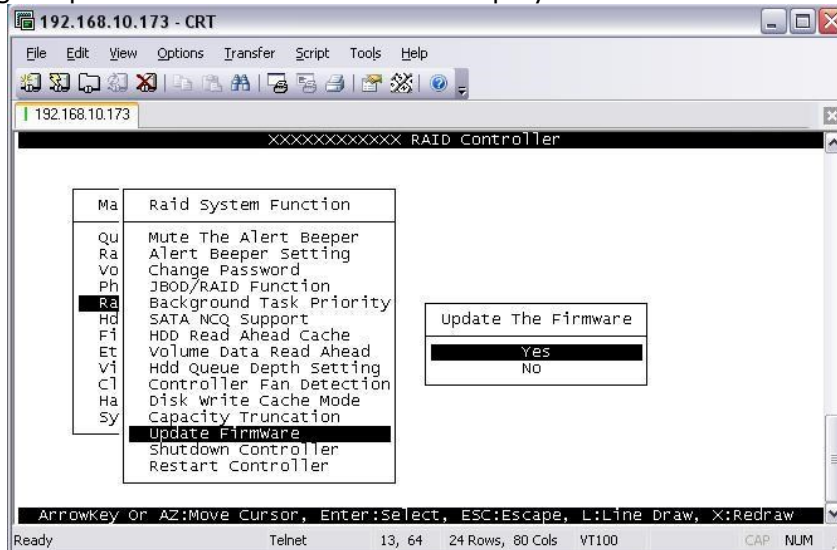 192.168.10.173 - CRT
File Edit View Options Transfer Script Tools Help
192.168.10.173
XXXXXXXXXXXX RAID Controller
Ma
Qu
Ra
Vo
Ph
Ra
Hd
Fi
Et
Vi
Cl
Ha
Sy
Raid System Function
Mute The Alert Beeper
Alert Beeper Setting
Change Password
JBOD/RAID Function
Background Task Priority
SATA NCQ Support
HDD Read Ahead Cache
Volume Data Read Ahead
Hdd Queue Depth Setting
Controller Fan Detection
Disk Write Cache Mode
Capacity Truncation
Update Firmware
Shutdown Controller
Restart Controller
Update The Firmware
Yes
No
ArrowKey Or AZ:Move Cursor, Enter:Select, ESC:Escape, L:Line Draw, X:Redraw
Ready Telnet 13, 64 24 Rows, 80 Cols VT100 CAP NUM